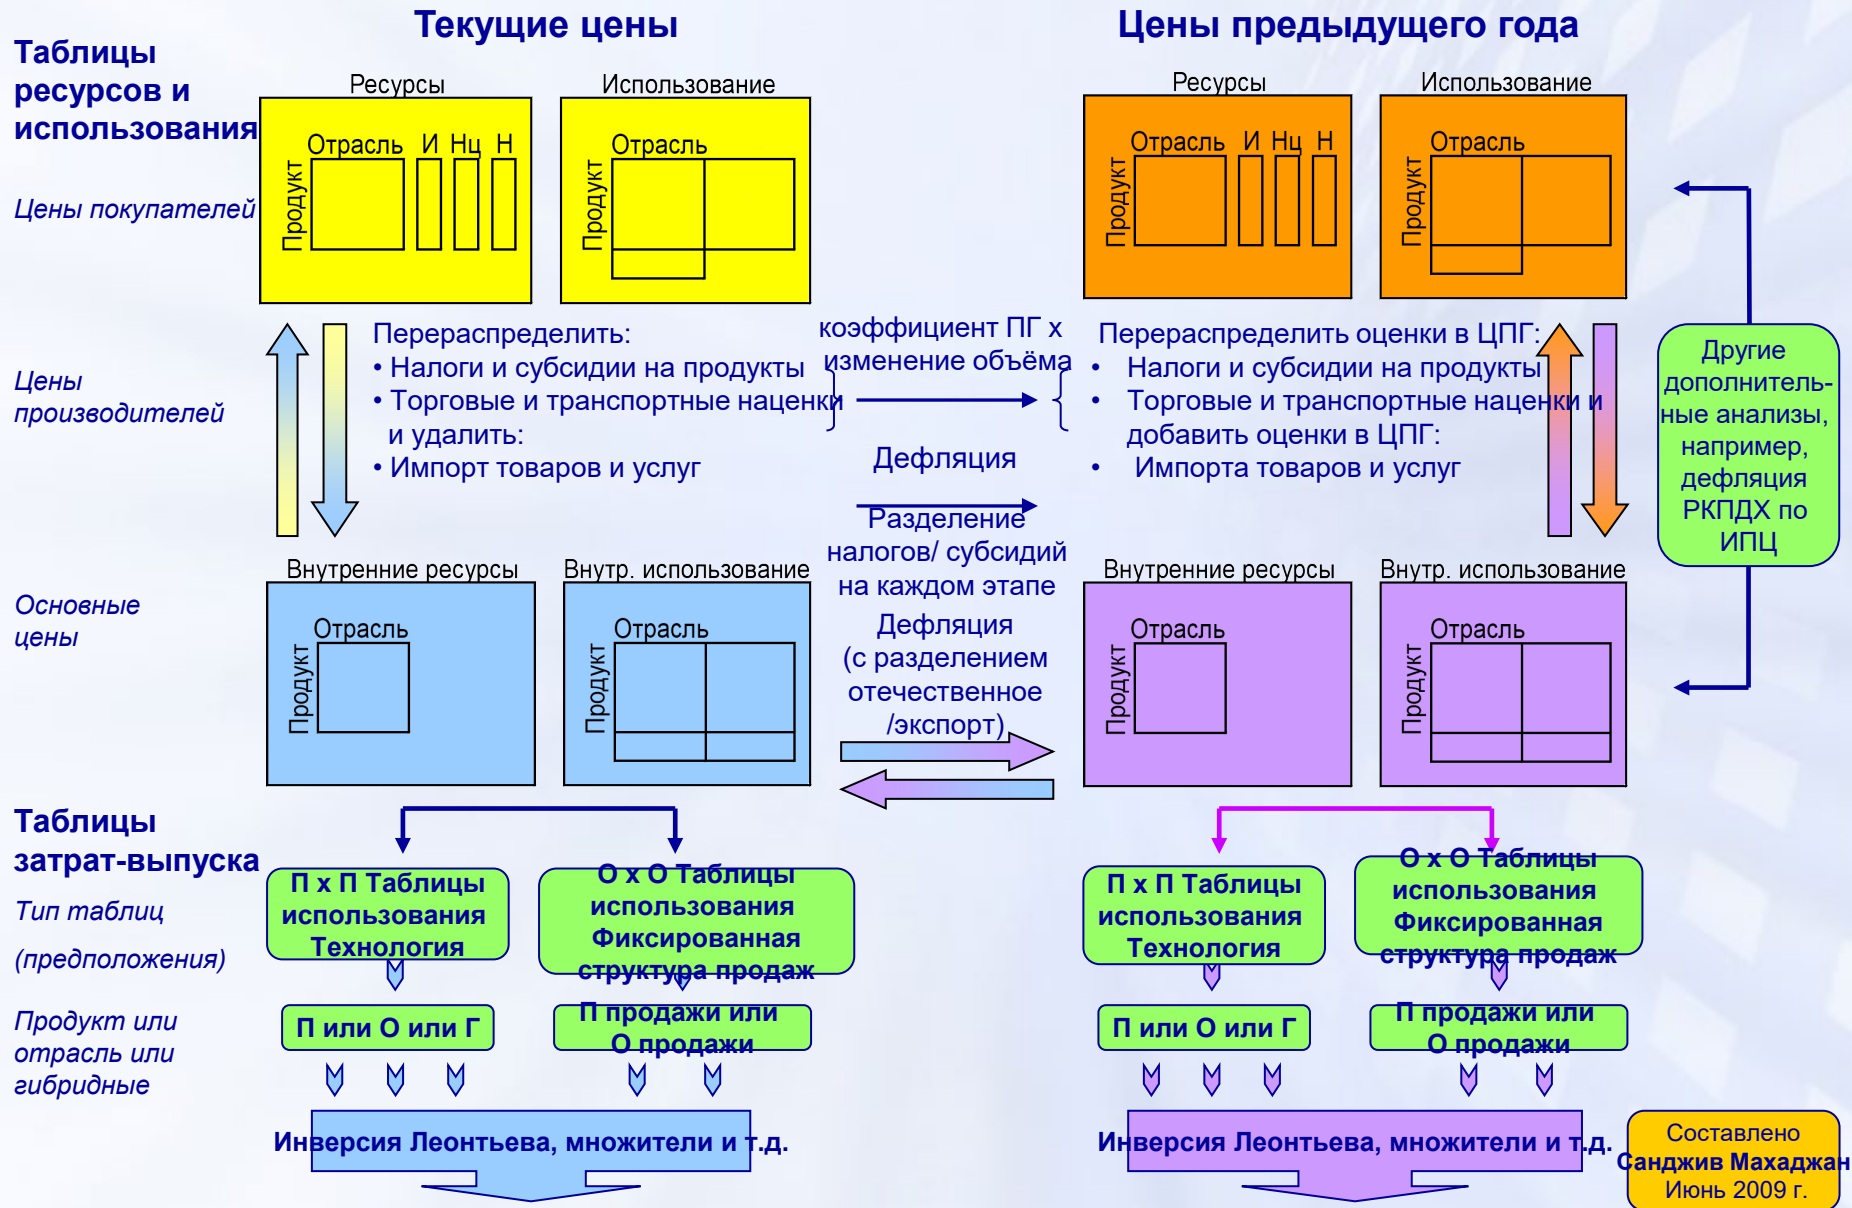 Текущие цены
Цены предыдущего года
Таблицы
ресурсов и
использования
Цены покупателей
Ресурсы
Отрасль И Нц Н
Продукт
Использование
Отрасль
Продукт
Ресурсы
Отрасль И Нц Н
Продукт
Использование
Отрасль
Продукт
Цены
производителей
Перераспределить:
• Налоги и субсидии на продукты
• Торговые и транспортные наценки
и удалить:
• Импорт товаров и услуг
коэффициент ПГ х
изменение объёма
Дефляция
Разделение
налогов/ субсидий
на каждом этапе
Дефляция
(с разделением
отечественное
/экспорт)
Перераспределить оценки в ЦПГ:
• Налоги и субсидии на продукты
• Торговые и транспортные наценки и
добавить оценки в ЦПГ:
• Импорта товаров и услуг
Другие
дополнитель-
ные анализы,
например,
дефляция
РКПДХ по
ИПЦ
Основные
цены
Внутренние ресурсы
Отрасль
Продукт
Внутр. использование
Отрасль
Продукт
Внутренние ресурсы
Отрасль
Продукт
Внутр. использование
Отрасль
Продукт
Таблицы
затрат-выпуска
Тип таблиц
(предположения)
П х П Таблицы
использования
Технология
О х О Таблицы
использования
Фиксированная
структура продаж
П х П Таблицы
использования
Технология
О х О Таблицы
использования
Фиксированная
структура продаж
Продукт или
отрасль или
гибридные
П или О или Г
П продажи или
О продажи
П или О или Г
П продажи или
О продажи
Инверсия Леонтьева, множители и т.д.
Инверсия Леонтьева, множители и т.д.
Составлено
Санджив Махаджан
Июнь 2009 г.